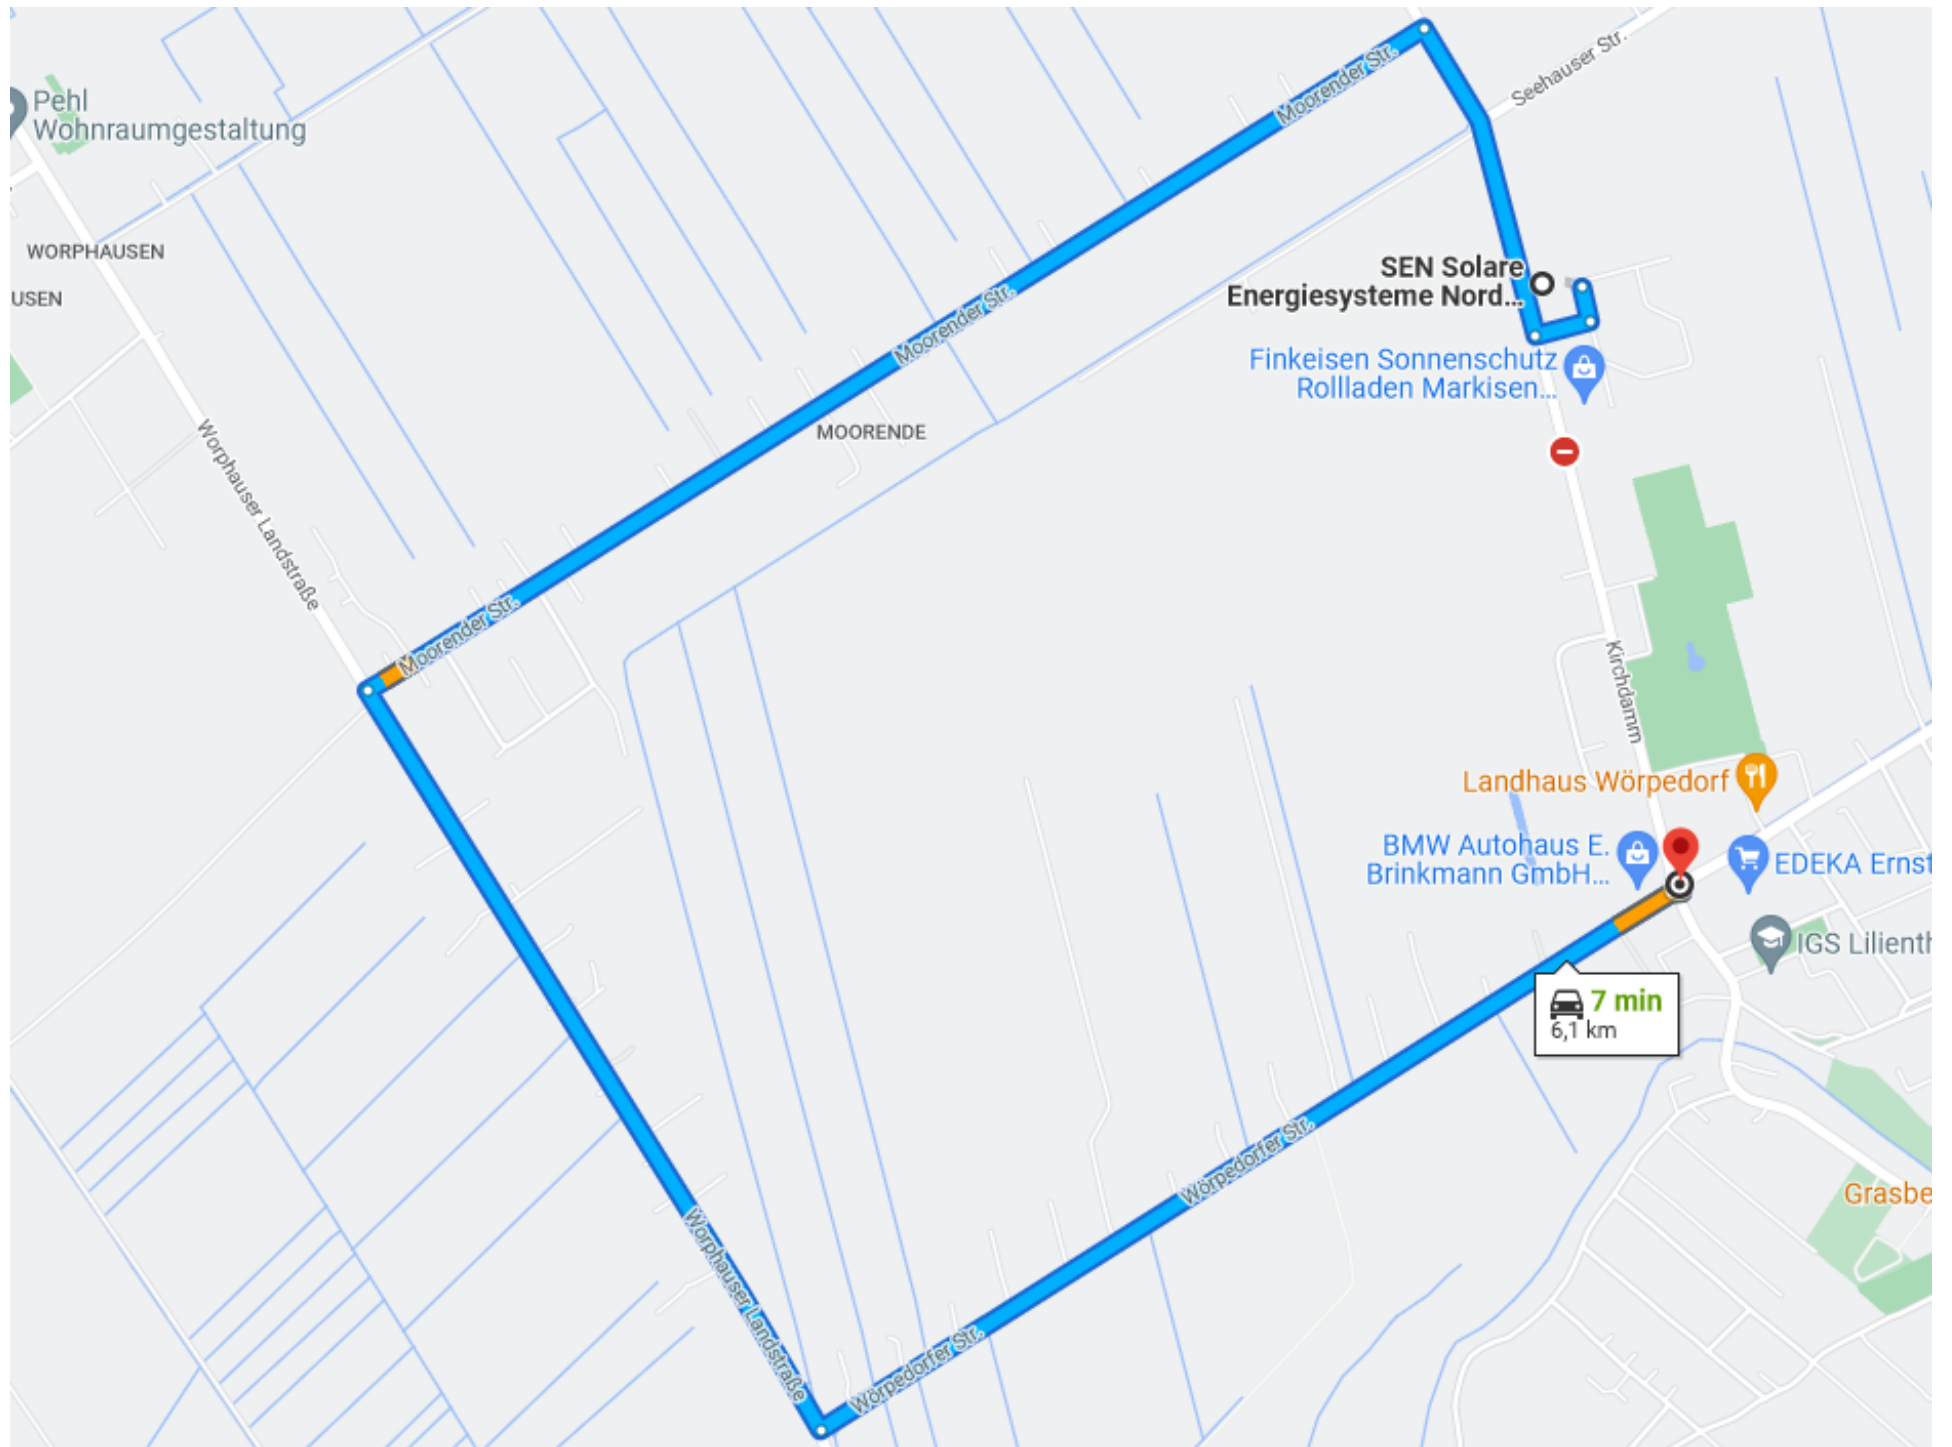 Moorender Str.
Seehauser Str.
Pehl
Wohnraumgestaltung
WORPHAUSEN
USEN
SEN Solare
Energiesysteme Nord...
Moorender Str.
Finkeisen Sonnenschutz
Rollladen Markisen...
MOORENDE
Worphauser Landstraße
Moorender Str.
Kirchdamm
Landhaus Wörpedorf
BMW Autohaus E.
Brinkmann GmbH...
EDEKA Ernst
IGS Lilienth
7 min
6,1 km
Wörpedorfer Str.
Grasbe
Worphauser Landstraße
Wörpedorfer Str.